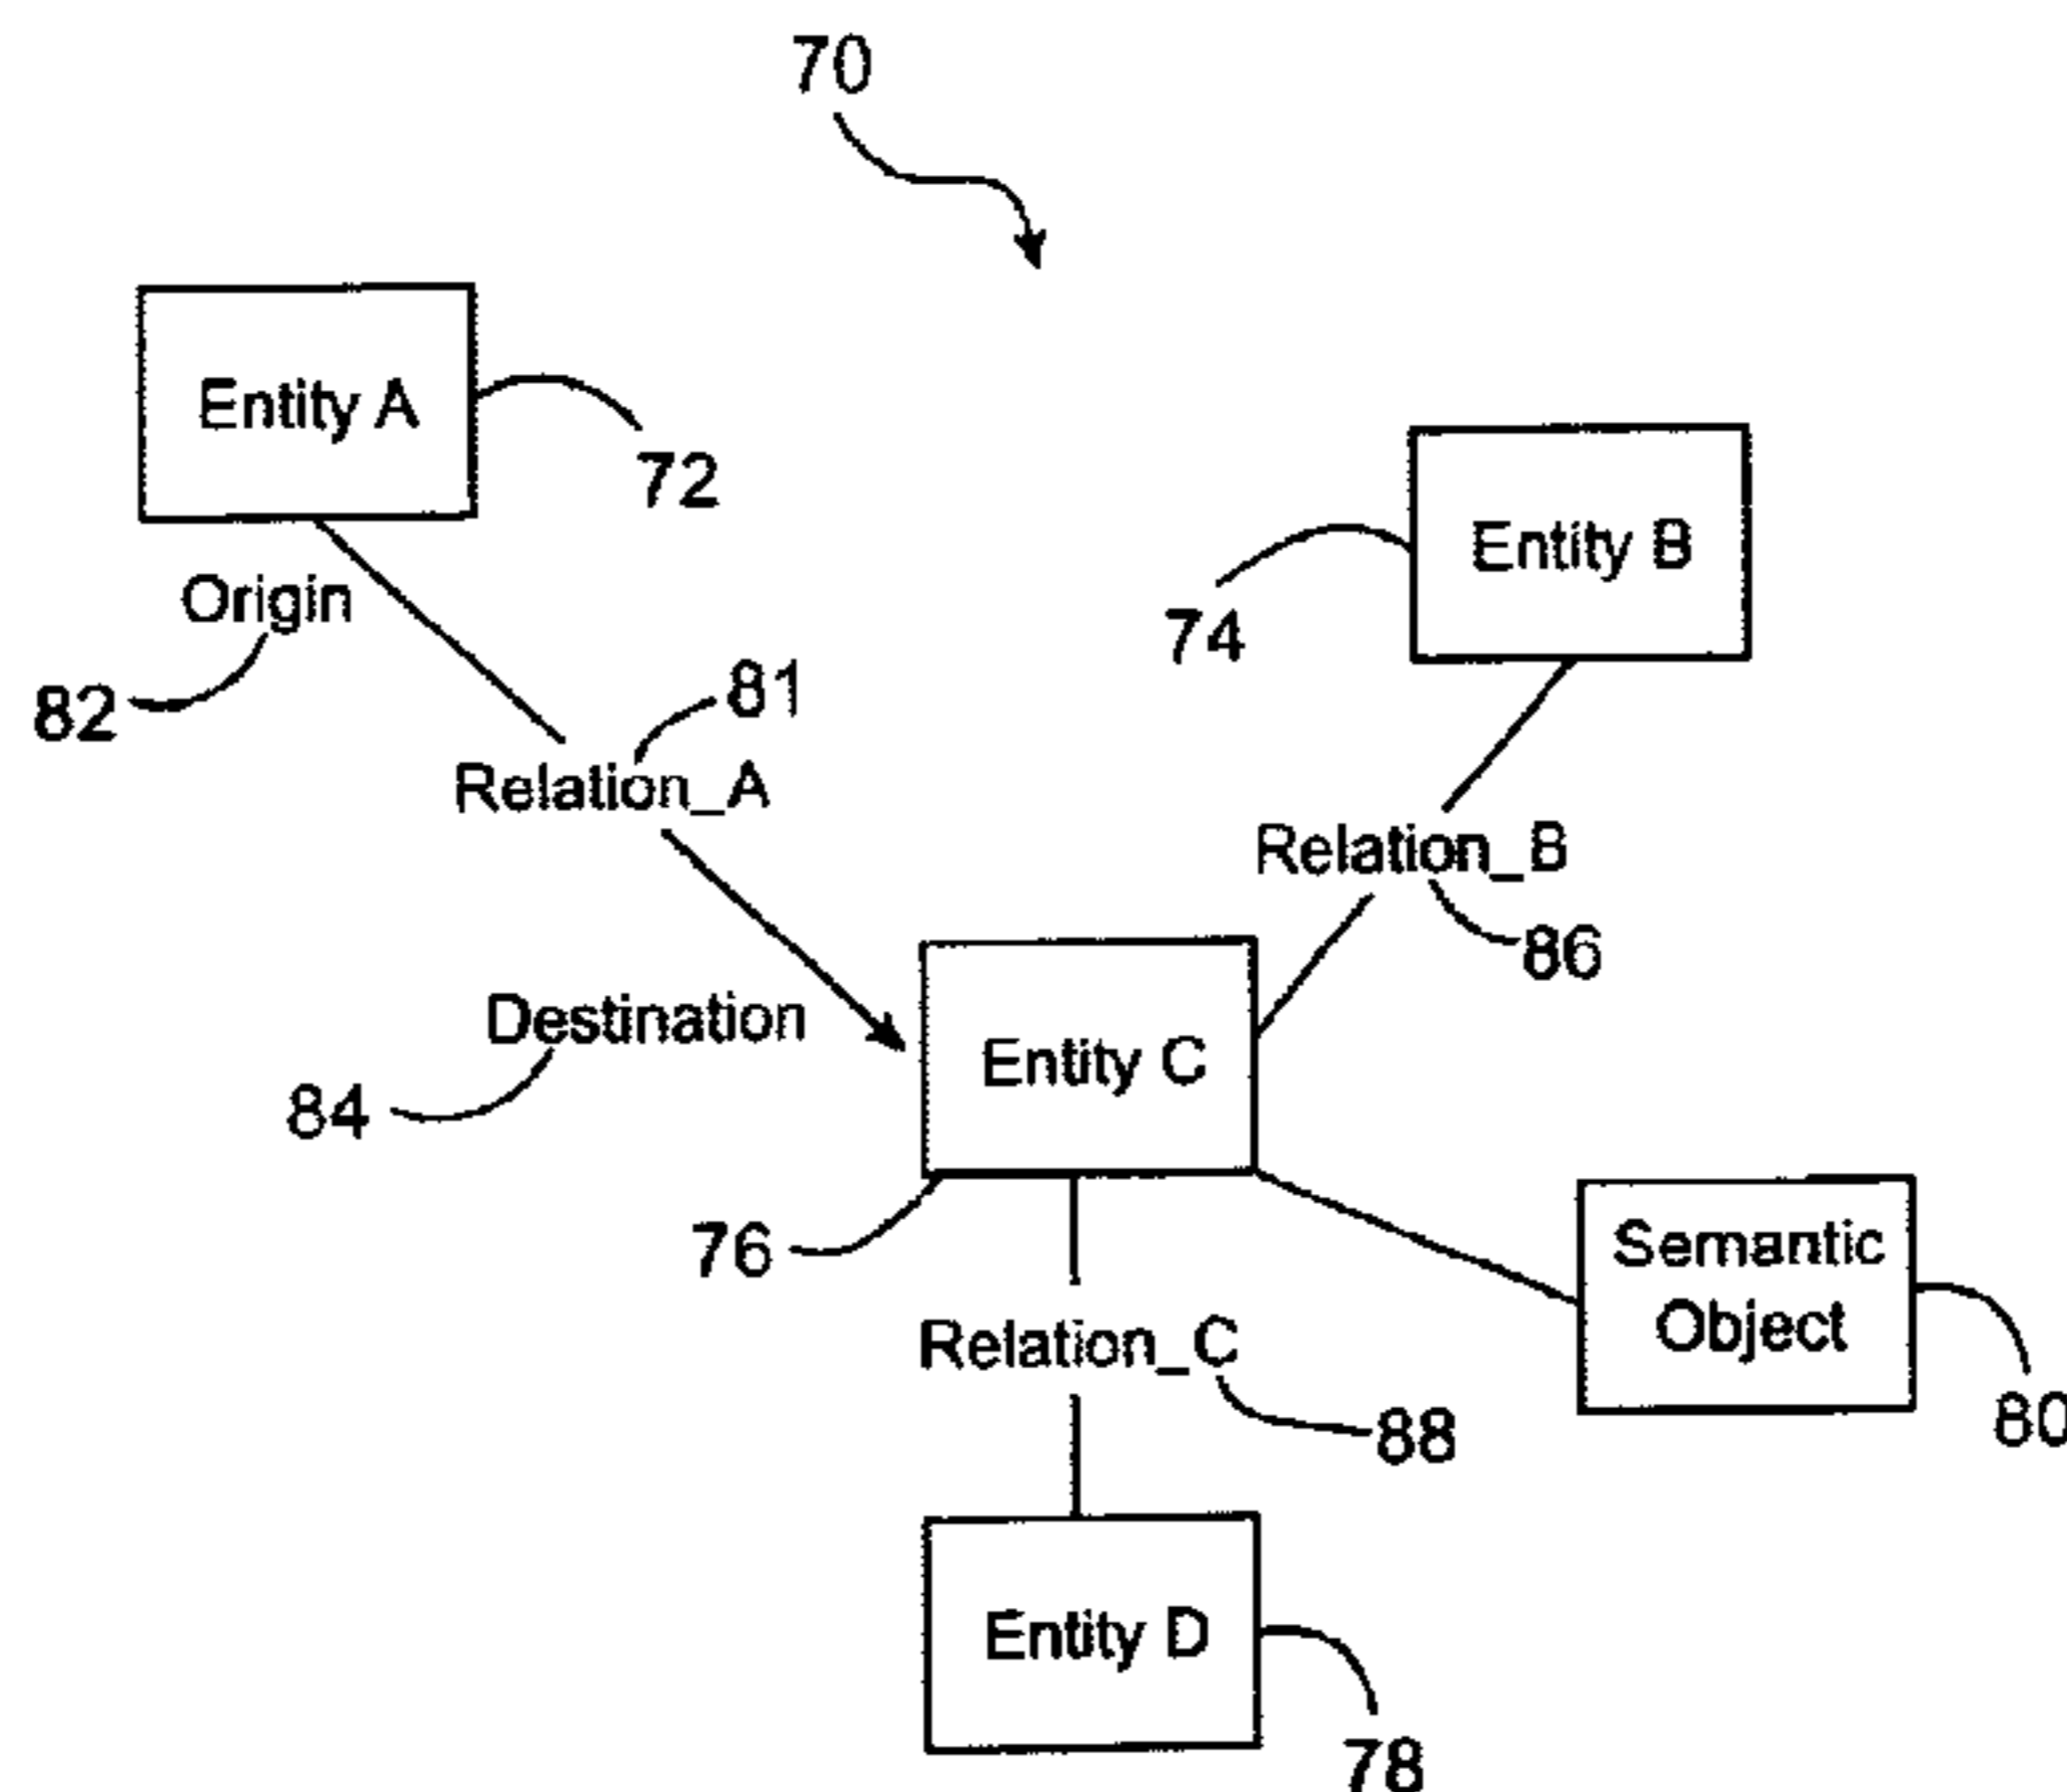 70
Entity A
72
Entity B
74
Origin
82
81
Relation_A
Relation_B
86
Destination
84
Entity C
76
Semantic
Object
80
Relation_C
88
Entity D
78